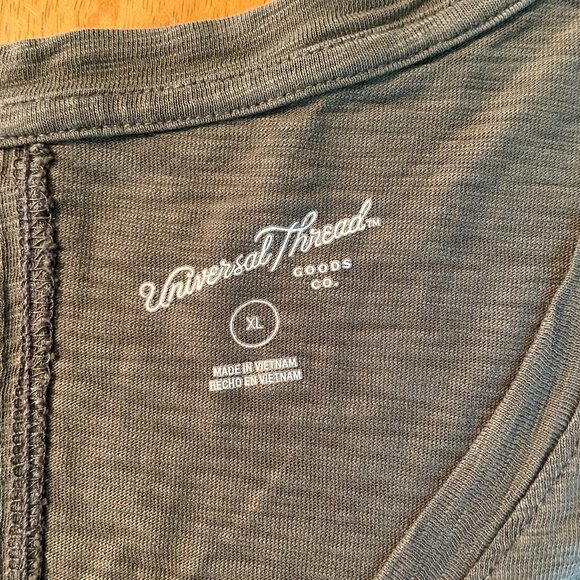 Universal Thread™
GOODS
CO.
XL
MADE IN VIETNAM
HECHO EN VIETNAM